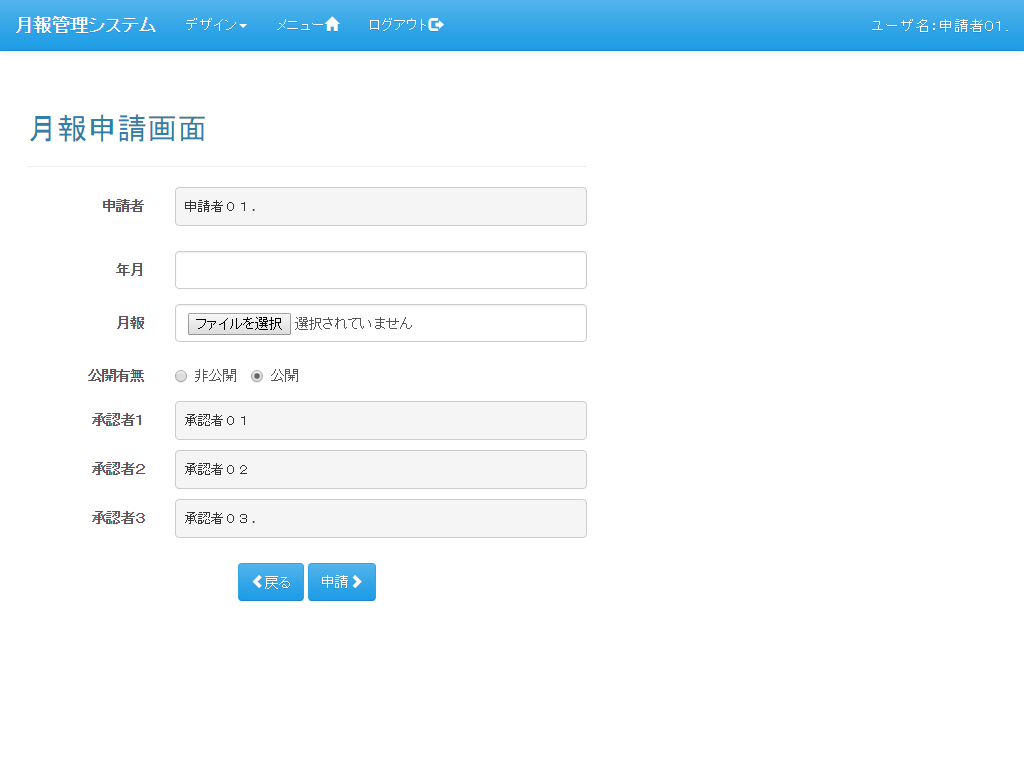 月報管理システム デザイン メニュー ログアウト ユーザ名:申請者01.
月報申請画面
申請者 申請者01.
年月
月報 ファイルを選択 選択されていません
公開有無 非公開 公開
承認者1 承認者01
承認者2 承認者02
承認者3 承認者03.
戻る 申請